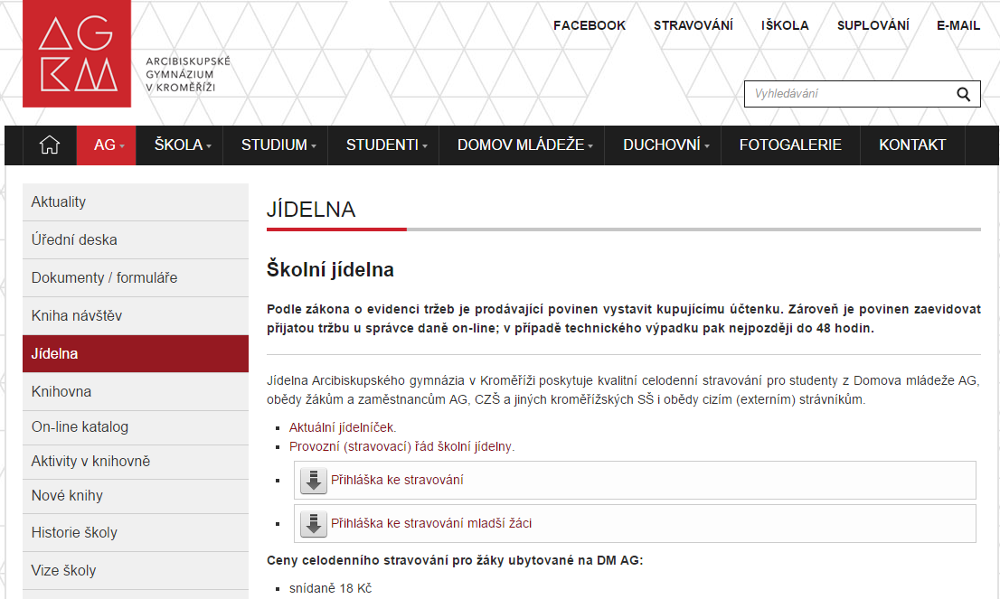 AG
KM
ARCIBISKUPSKÉ
GYMNÁZIUM
V KROMĚŘÍŽI
FACEBOOK STRAVOVÁNÍ IŠKOLA SUPLOVÁNÍ E-MAIL
Vyhledávání
AG ŠKOLA STUDIUM STUDENTI DOMOV MLÁDEŽE DUCHOVNÍ FOTOGALERIE KONTAKT
Aktuality
Úřední deska
Dokumenty / formuláře
Kniha návštěv
Jídelna
Knihovna
On-line katalog
Aktivity v knihovně
Nové knihy
Historie školy
Vize školy
JÍDELNA
Školní jídelna
Podle zákona o evidenci tržeb je prodávající povinen vystavit kupujícímu účtenku. Zároveň je povinen zaevidovat
přijatou tržbu u správce daně on-line; v případě technického výpadku pak nejpozději do 48 hodin.
Jídelna Arcibiskupského gymnázia v Kroměříži poskytuje kvalitní celodenní stravování pro studenty z Domova mládeže AG,
obědy žákům a zaměstnancům AG, CZŠ a jiných kroměřížských SŠ i obědy cizím (externím) strávníkům.
Aktuální jídelníček.
Provozní (stravovací) řád školní jídelny.
Přihláška ke stravování
Přihláška ke stravování mladší žáci
Ceny celodenního stravování pro žáky ubytované na DM AG:
snídaně 18 Kč